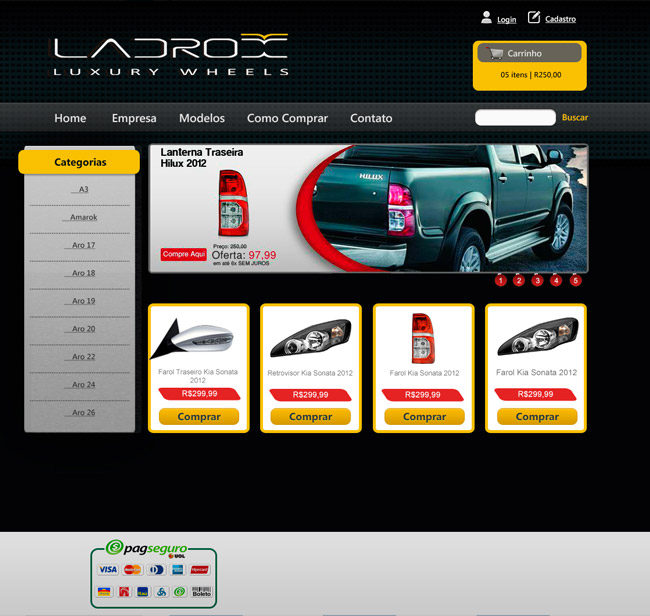 Login
Cadastro
LADROX
LUXURY WHEELS
Carrinho
05 itens | R250,00
Home
Empresa
Modelos
Como Comprar
Contato
Buscar
Categorias
A3
Amarok
Aro 17
Aro 18
Aro 19
Aro 20
Aro 22
Aro 24
Aro 26
Lanterna Traseira
Hilux 2012
Compre Aqui
Preço: 250,00
Oferta: 97,99
em até 6x SEM JUROS
HILUX
1 2 3 4 5
Farol Traseiro Kia Sonata
2012
R$299,99
Comprar
Retrovisor Kia Sonata 2012
R$299,99
Comprar
Farol Kia Sonata 2012
R$299,99
Comprar
Farol Kia Sonata 2012
R$299,99
Comprar
pagseguro
UOL
VISA
MasterCard
Hipercard
Itaú
Boleto